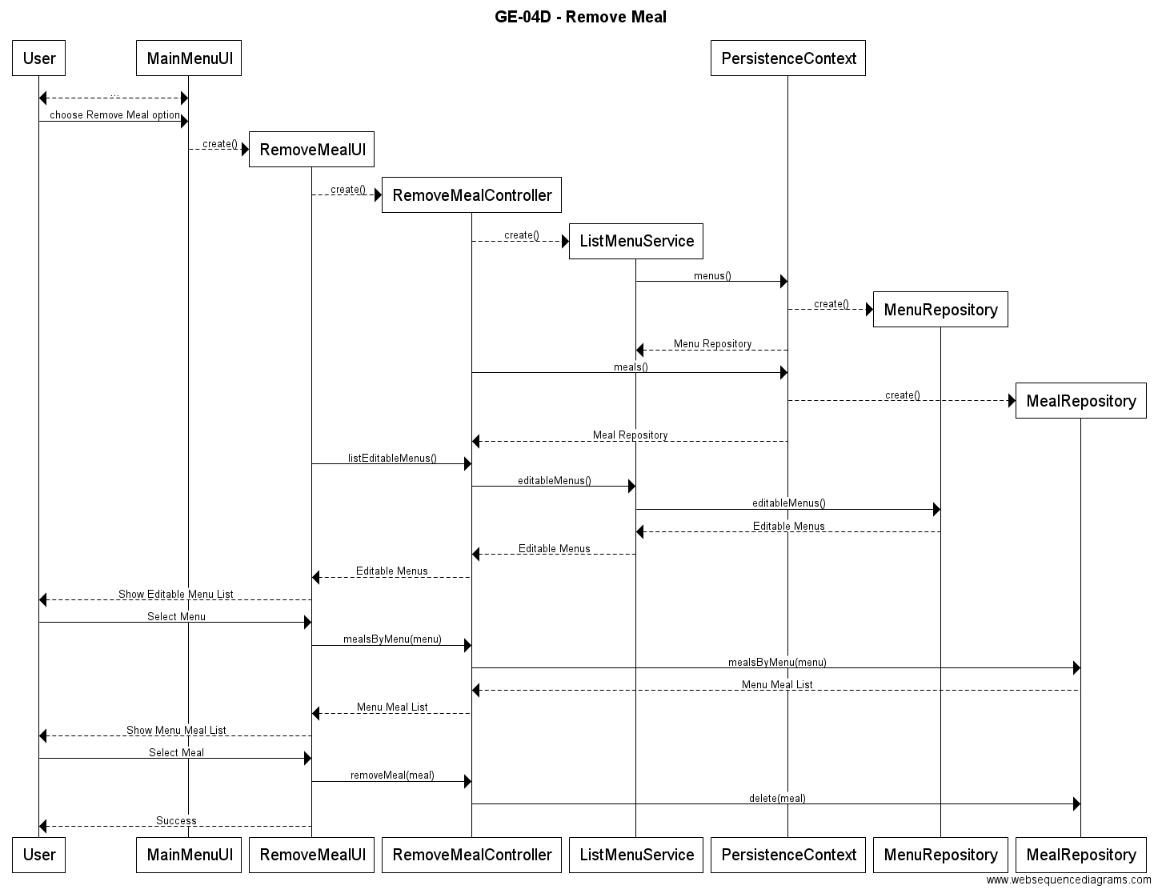 GE-04D - Remove Meal
User
MainMenuUI
PersistenceContext
...
choose Remove Meal option
create()
RemoveMealUI
create()
RemoveMealController
create()
ListMenuService
menus()
create()
MenuRepository
Menu Repository
meals()
create()
MealRepository
Meal Repository
listEditableMenus()
editableMenus()
editableMenus()
Editable Menus
Editable Menus
Editable Menus
Show Editable Menu List
Select Menu
mealsByMenu(menu)
mealsByMenu(menu)
Menu Meal List
Menu Meal List
Show Menu Meal List
Select Meal
removeMeal(meal)
delete(meal)
Success
User
MainMenuUI
RemoveMealUI
RemoveMealController
ListMenuService
PersistenceContext
MenuRepository
MealRepository
www.websequencediagrams.com